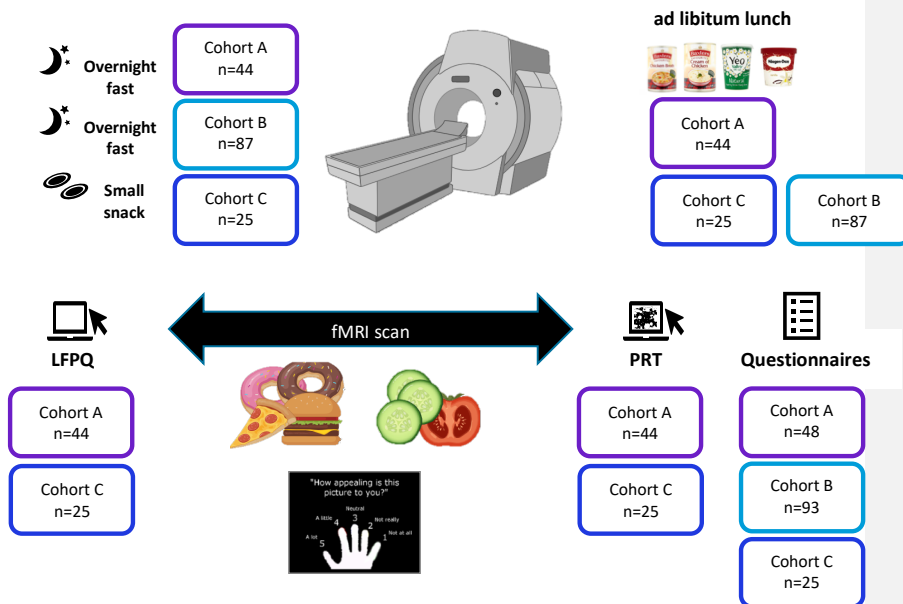 ad libitum lunch
Overnight
fast
Cohort A
n=44
Overnight
fast
Cohort B
n=87
Small
snack
Cohort C
n=25
Yeo
Cohort A
n=44
Cohort C
n=25
Cohort B
n=87
LFPQ
fMRI scan
PRT
Questionnaires
Cohort A
n=44
Cohort C
n=25
"How appealing is this
picture to you?"
Neutral
A little
Not really
A lot
Not at all
5
4
3
2
1
Cohort A
n=44
Cohort C
n=25
Cohort A
n=48
Cohort B
n=93
Cohort C
n=25